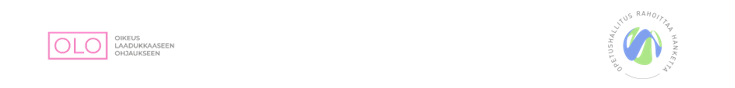 OLO
OIKEUS
LAADUKKAASEEN
OHJAUKSEEN
OPETUSHALLITUS RAHOITTAA HANKETTA